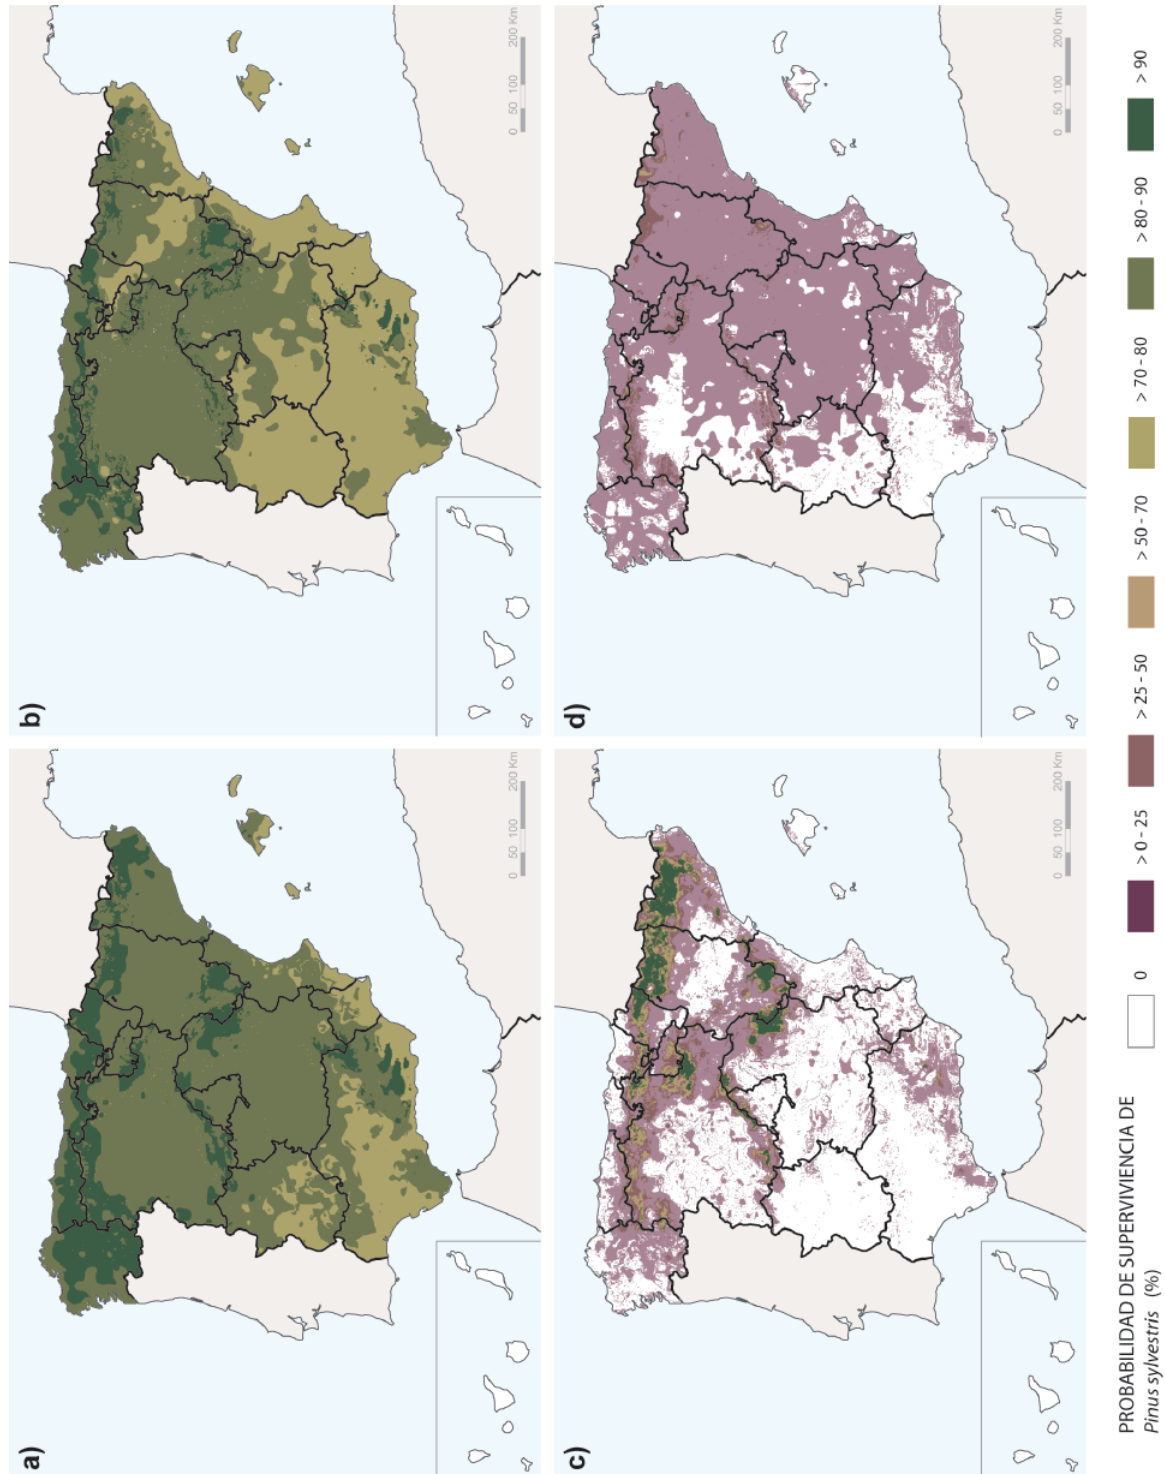 a)
0 50 100 200 Km
b)
0 50 100 200 Km
c)
0 50 100 200 Km
d)
0 50 100 200 Km
PROBABILIDAD DE SUPERVIVIENCIA DE
Pinus sylvestris (%)
0
> 0 - 25
> 25 - 50
> 50 - 70
> 70 - 80
> 80 - 90
> 90